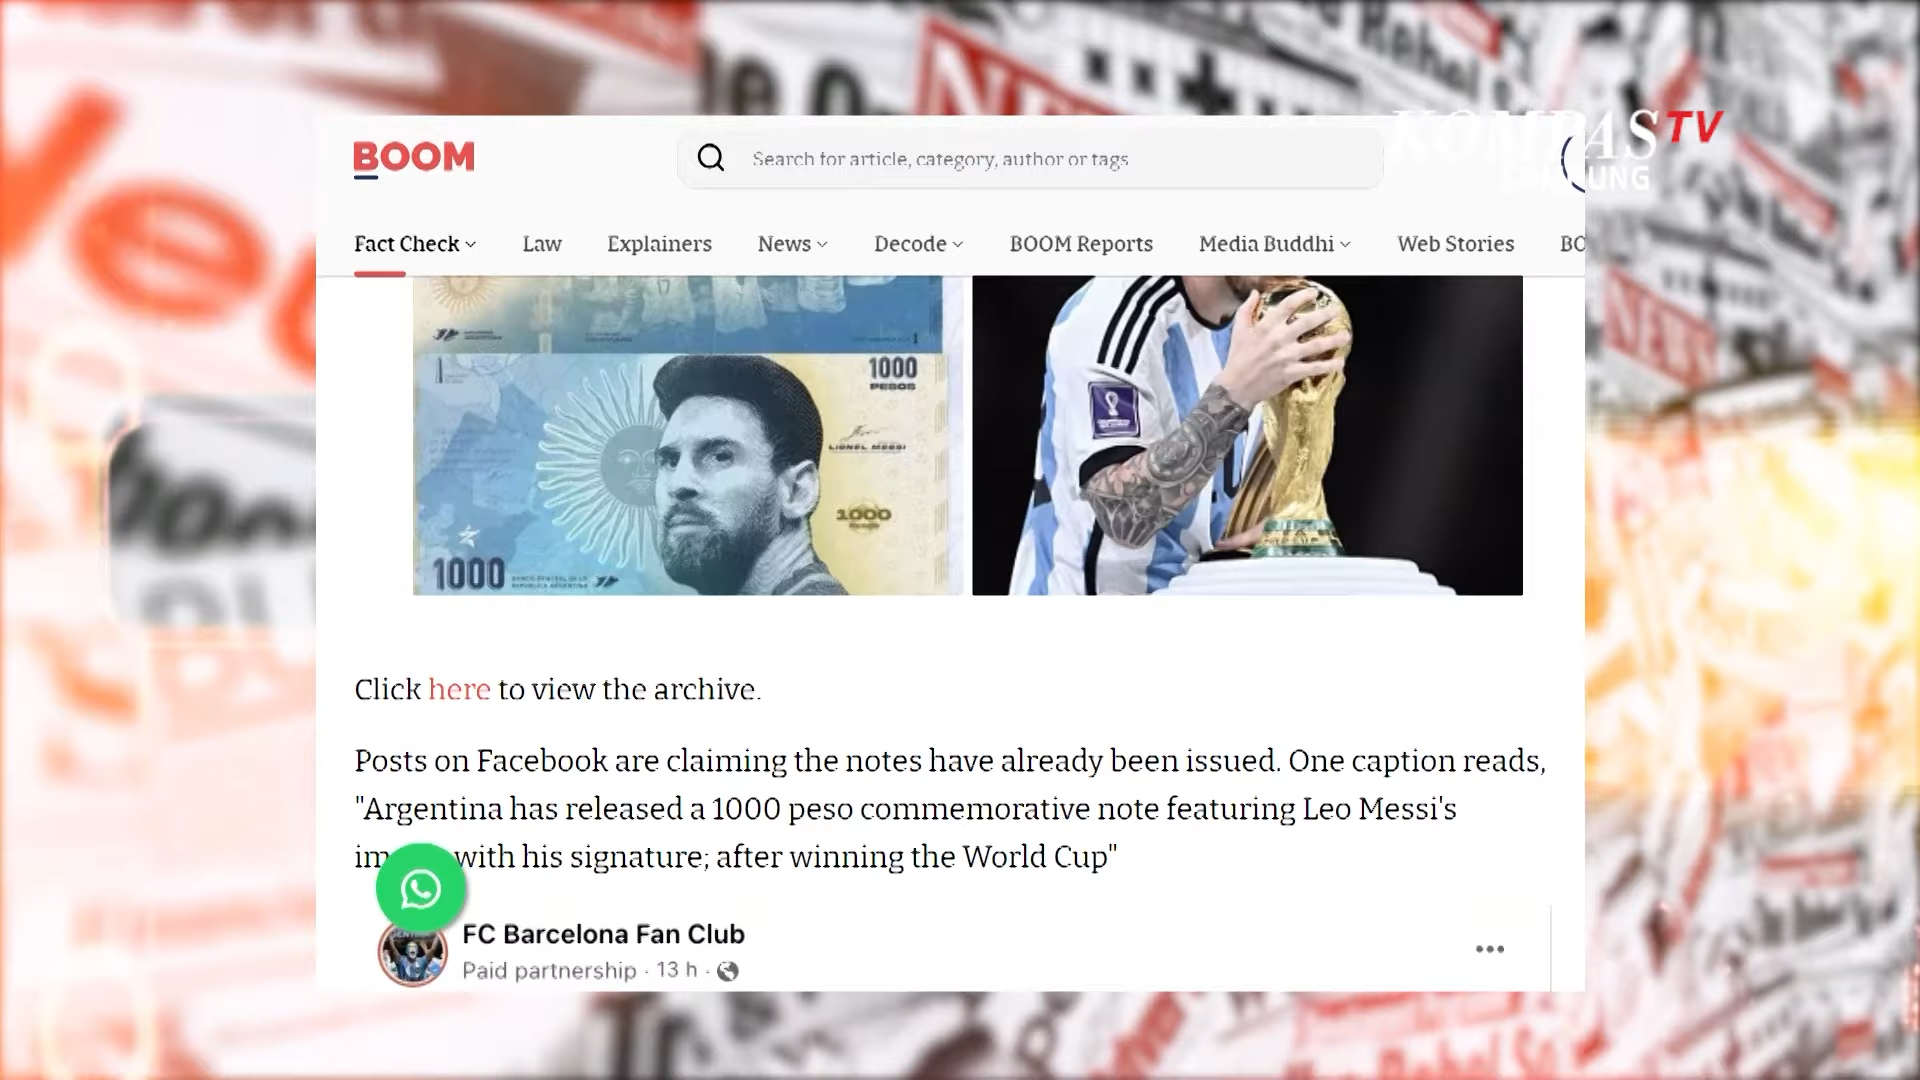 KOMPAS TV
BOOM
Search for article, category, author or tags
Fact Check
Law
Explainers
News
Decode
BOOM Reports
Media Buddhi
Web Stories
BO
1000
PESOS
LIONEL MESSI
1000
1000
Click here to view the archive.
Posts on Facebook are claiming the notes have already been issued. One caption reads,
"Argentina has released a 1000 peso commemorative note featuring Leo Messi's
with his signature; after winning the World Cup"
FC Barcelona Fan Club
Paid partnership · 13 h ·